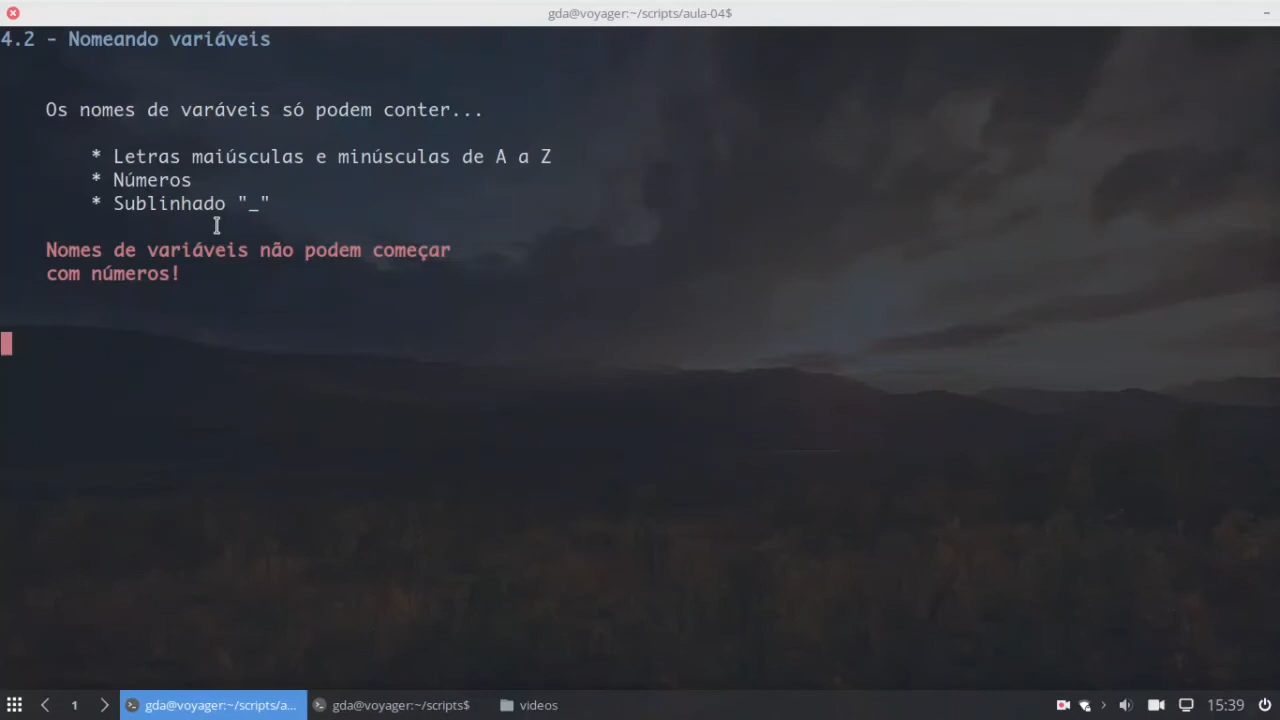 gda@voyager:~/scripts/aula-04$
4.2 - Nomeando variáveis
Os nomes de varáveis só podem conter...
* Letras maiúsculas e minúsculas de A a Z
* Números
* Sublinhado "_"
Nomes de variáveis não podem começar
com números!
1
gda@voyager:~/scripts/a...
gda@voyager:~/scripts$
videos
15:39